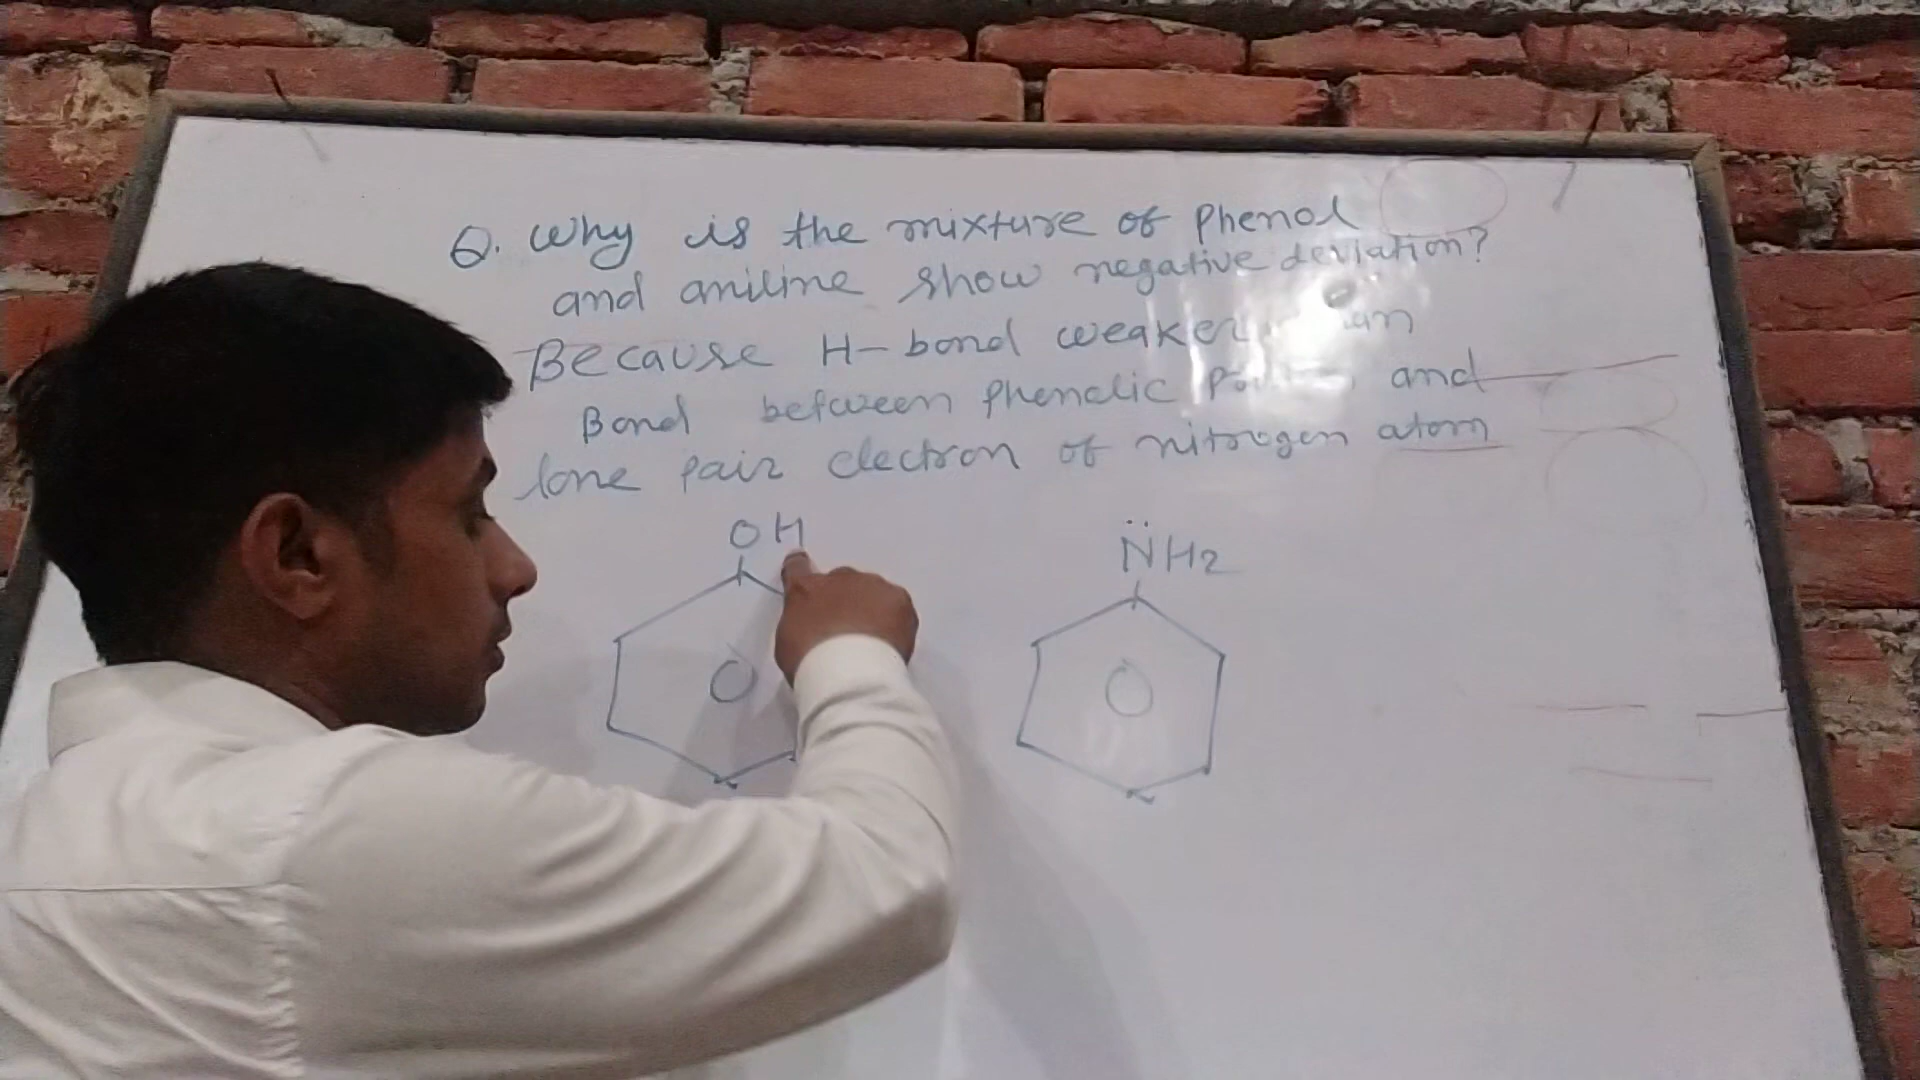 Q. Why is the mixture of Phenol
and aniline show negative deviation?
Because H-bond weaker
Bond between phenolic and
lone pair electron of nitrogen atom
OH
NH2